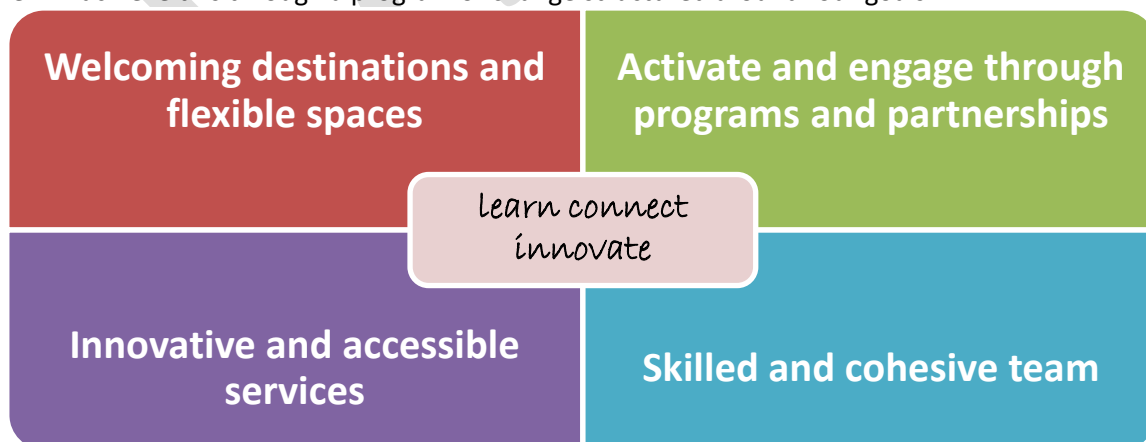 Welcoming destinations and
flexible spaces
Activate and engage through
programs and partnerships
learn connect
innovate
Innovative and accessible
services
Skilled and cohesive team